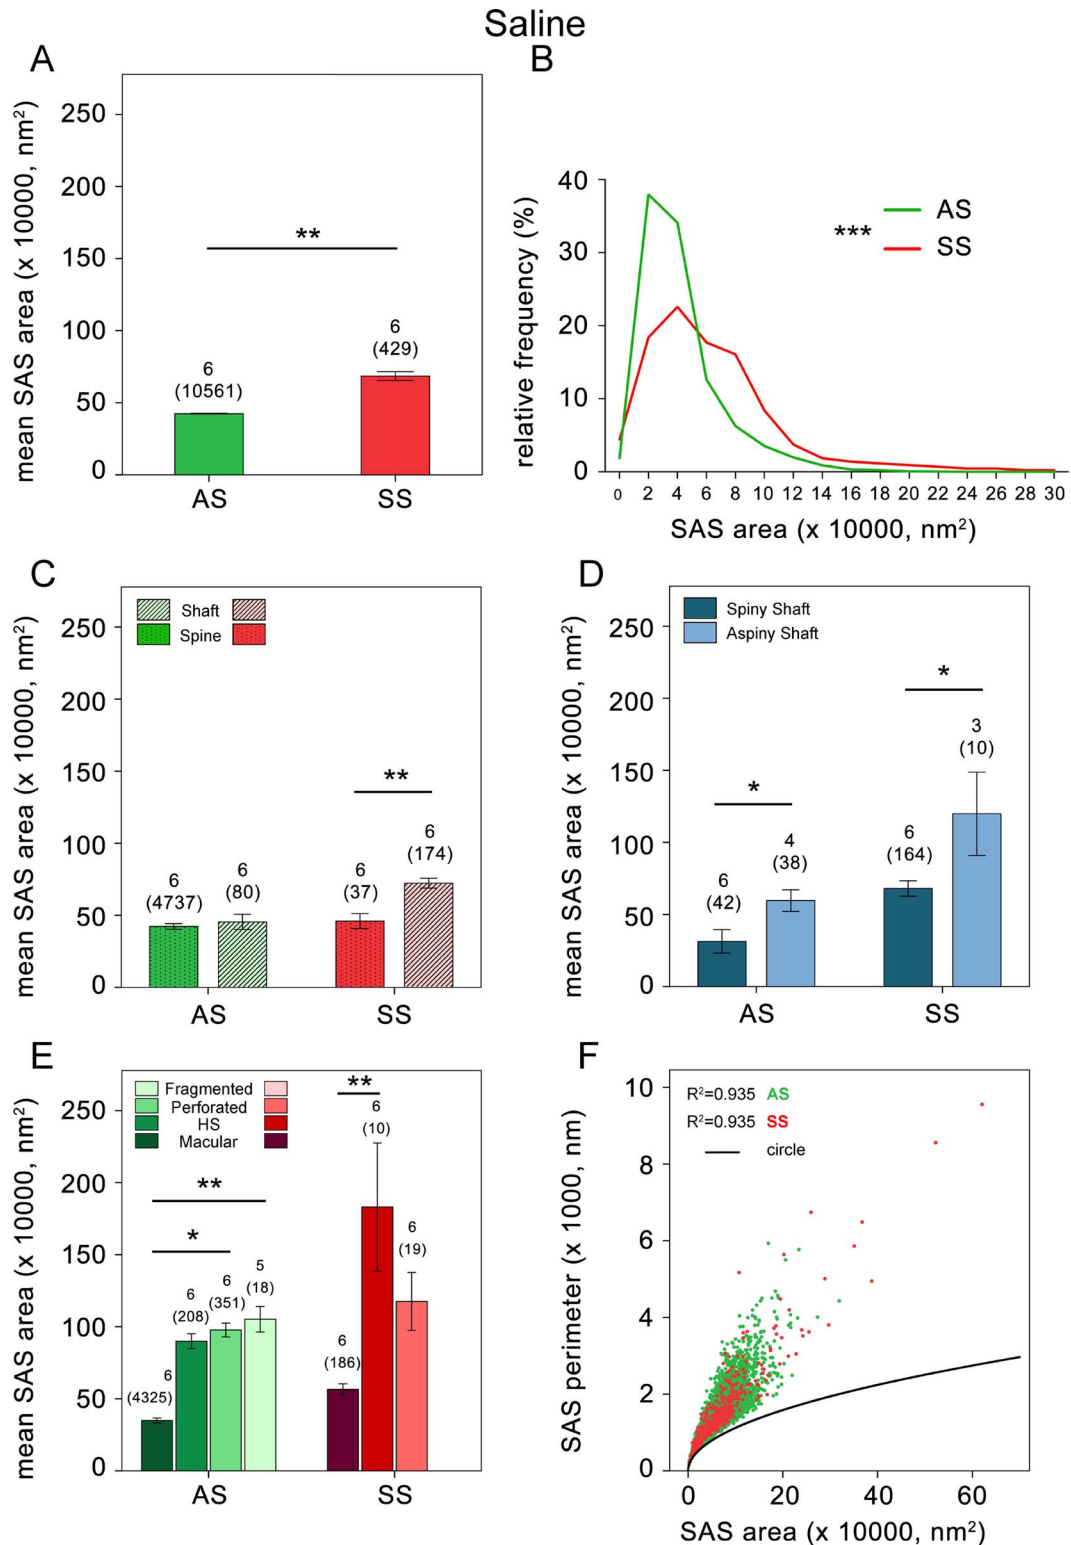 Saline
A
mean SAS area (x 10000, nm²)
250
200
150
100
50
0
**
6
(10561)
6
(429)
AS
SS
B
relative frequency (%)
40
30
20
10
0
***
AS
SS
0 2 4 6 8 10 12 14 16 18 20 22 24 26 28 30
SAS area (x 10000, nm²)
C
mean SAS area (x 10000, nm²)
250
200
150
100
50
0
Shaft
Spine
**
6
(4737)
6
(80)
6
(37)
6
(174)
AS
SS
D
mean SAS area (x 10000, nm²)
250
200
150
100
50
0
Spiny Shaft
Aspiny Shaft
*
*
6
(42)
4
(38)
6
(164)
3
(10)
AS
SS
E
mean SAS area (x 10000, nm²)
250
200
150
100
50
0
Fragmented
Perforated
HS
Macular
**
*
**
6
(4325)
6
(208)
6
(351)
5
(18)
6
(186)
6
(10)
6
(19)
AS
SS
F
SAS perimeter (x 1000, nm)
10
8
6
4
2
0
R²=0.935 AS
R²=0.935 SS
circle
0 20 40 60
SAS area (x 10000, nm²)